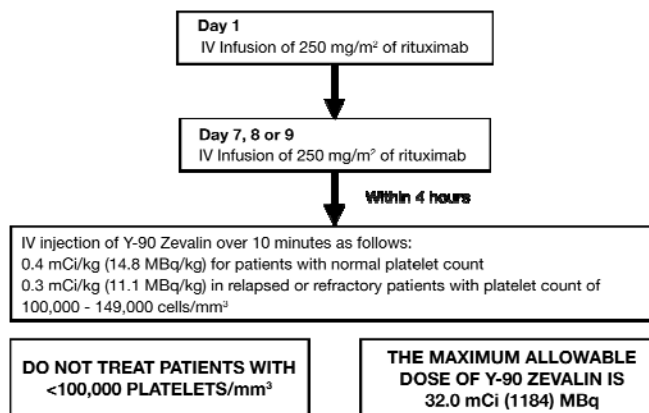 Day 1
IV Infusion of 250 mg/m² of rituximab
Day 7, 8 or 9
IV Infusion of 250 mg/m² of rituximab
Within 4 hours
IV injection of Y-90 Zevalin over 10 minutes as follows:
0.4 mCi/kg (14.8 MBq/kg) for patients with normal platelet count
0.3 mCi/kg (11.1 MBq/kg) in relapsed or refractory patients with platelet count of
100,000 - 149,000 cells/mm³
DO NOT TREAT PATIENTS WITH
<100,000 PLATELETS/mm³
THE MAXIMUM ALLOWABLE
DOSE OF Y-90 ZEVALIN IS
32.0 mCi (1184) MBq